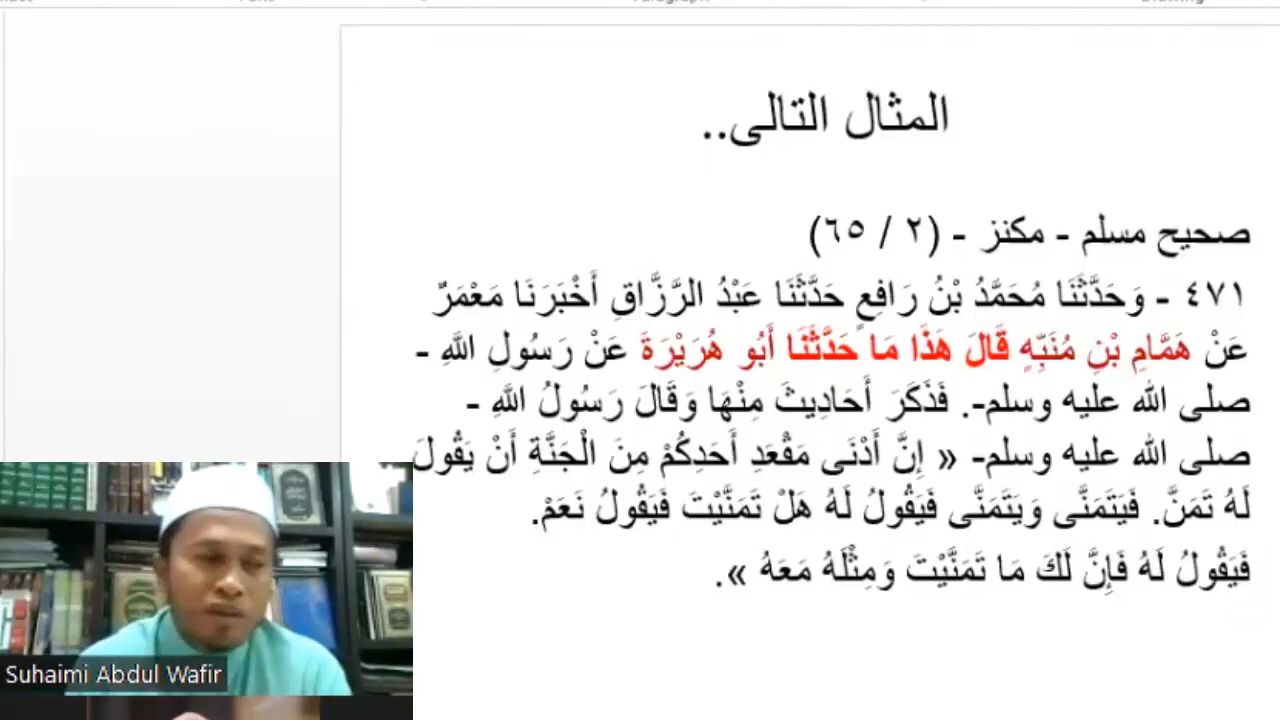 المثال التالى..
صحيح مسلم - مكنز - (٢ / ٦٥)
٤٧١ - وَحَدَّثَنَا مُحَمَّدُ بْنُ رَافِعٍ حَدَّثَنَا عَبْدُ الرَّزَّاقِ أَخْبَرَنَا مَعْمَرٌ
عَنْ هَمَّامِ بْنِ مُنَبِّهٍ قَالَ هَذَا مَا حَدَّثَنَا أَبُو هُرَيْرَةَ عَنْ رَسُولِ اللَّهِ -
صلى الله عليه وسلم-. فَذَكَرَ أَحَادِيثَ مِنْهَا وَقَالَ رَسُولُ اللَّهِ -
صلى الله عليه وسلم- « إِنَّ أَدْنَى مَقْعَدِ أَحَدِكُمْ مِنَ الْجَنَّةِ أَنْ يَقُولَ
لَهُ تَمَنَّ. فَيَتَمَنَّى وَيَتَمَنَّى فَيَقُولُ لَهُ هَلْ تَمَنَّيْتَ فَيَقُولُ نَعَمْ.
فَيَقُولُ لَهُ فَإِنَّ لَكَ مَا تَمَنَّيْتَ وَمِثْلَهُ مَعَهُ ».
Suhaimi Abdul Wafir